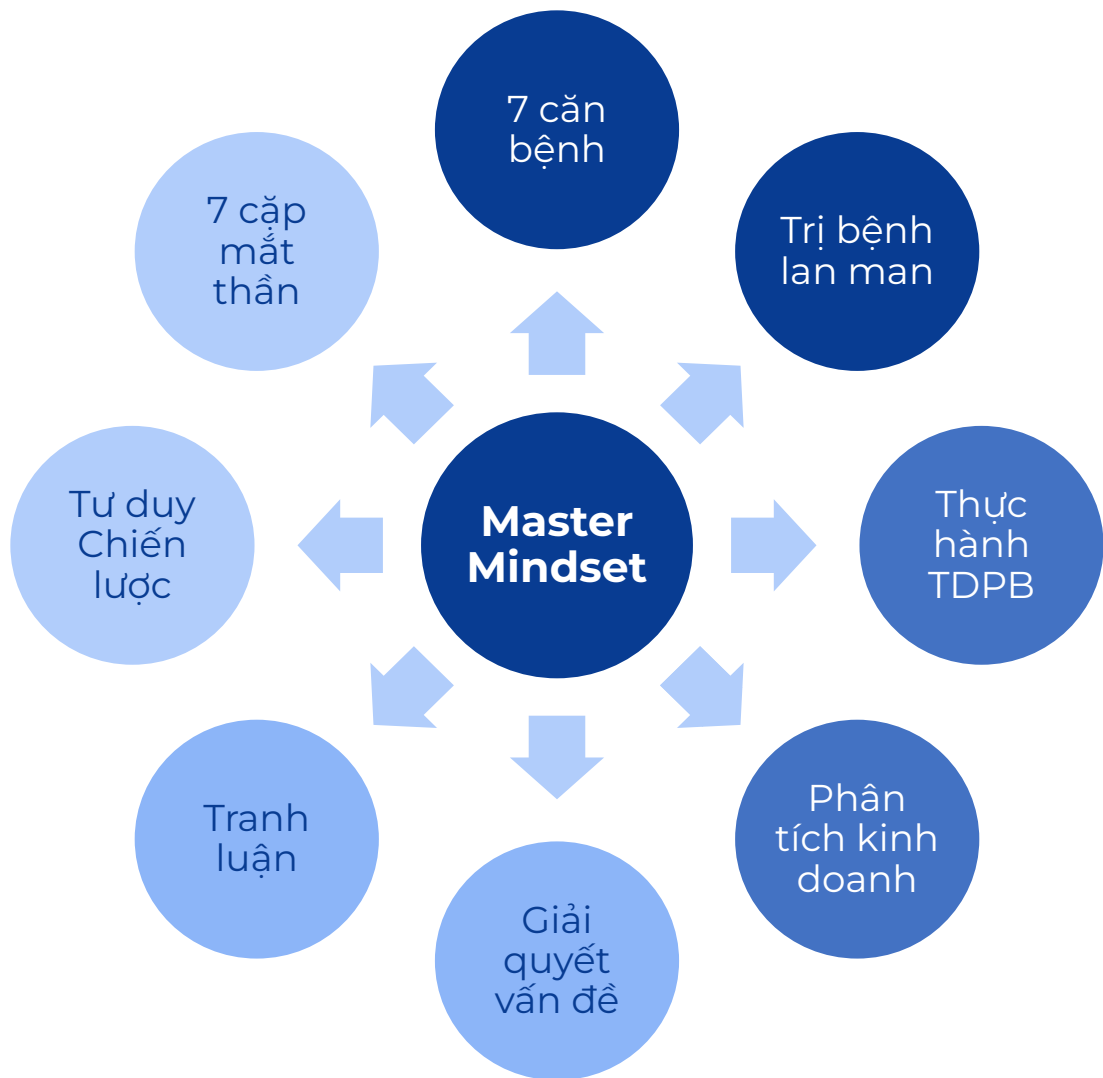 7 căn
bệnh
Trị bệnh
lan man
Thực
hành
TDPB
Phân
tích kinh
doanh
Giải
quyết
vấn đề
Tranh
luận
Tư duy
Chiến
lược
7 cặp
mắt
thần
Master
Mindset